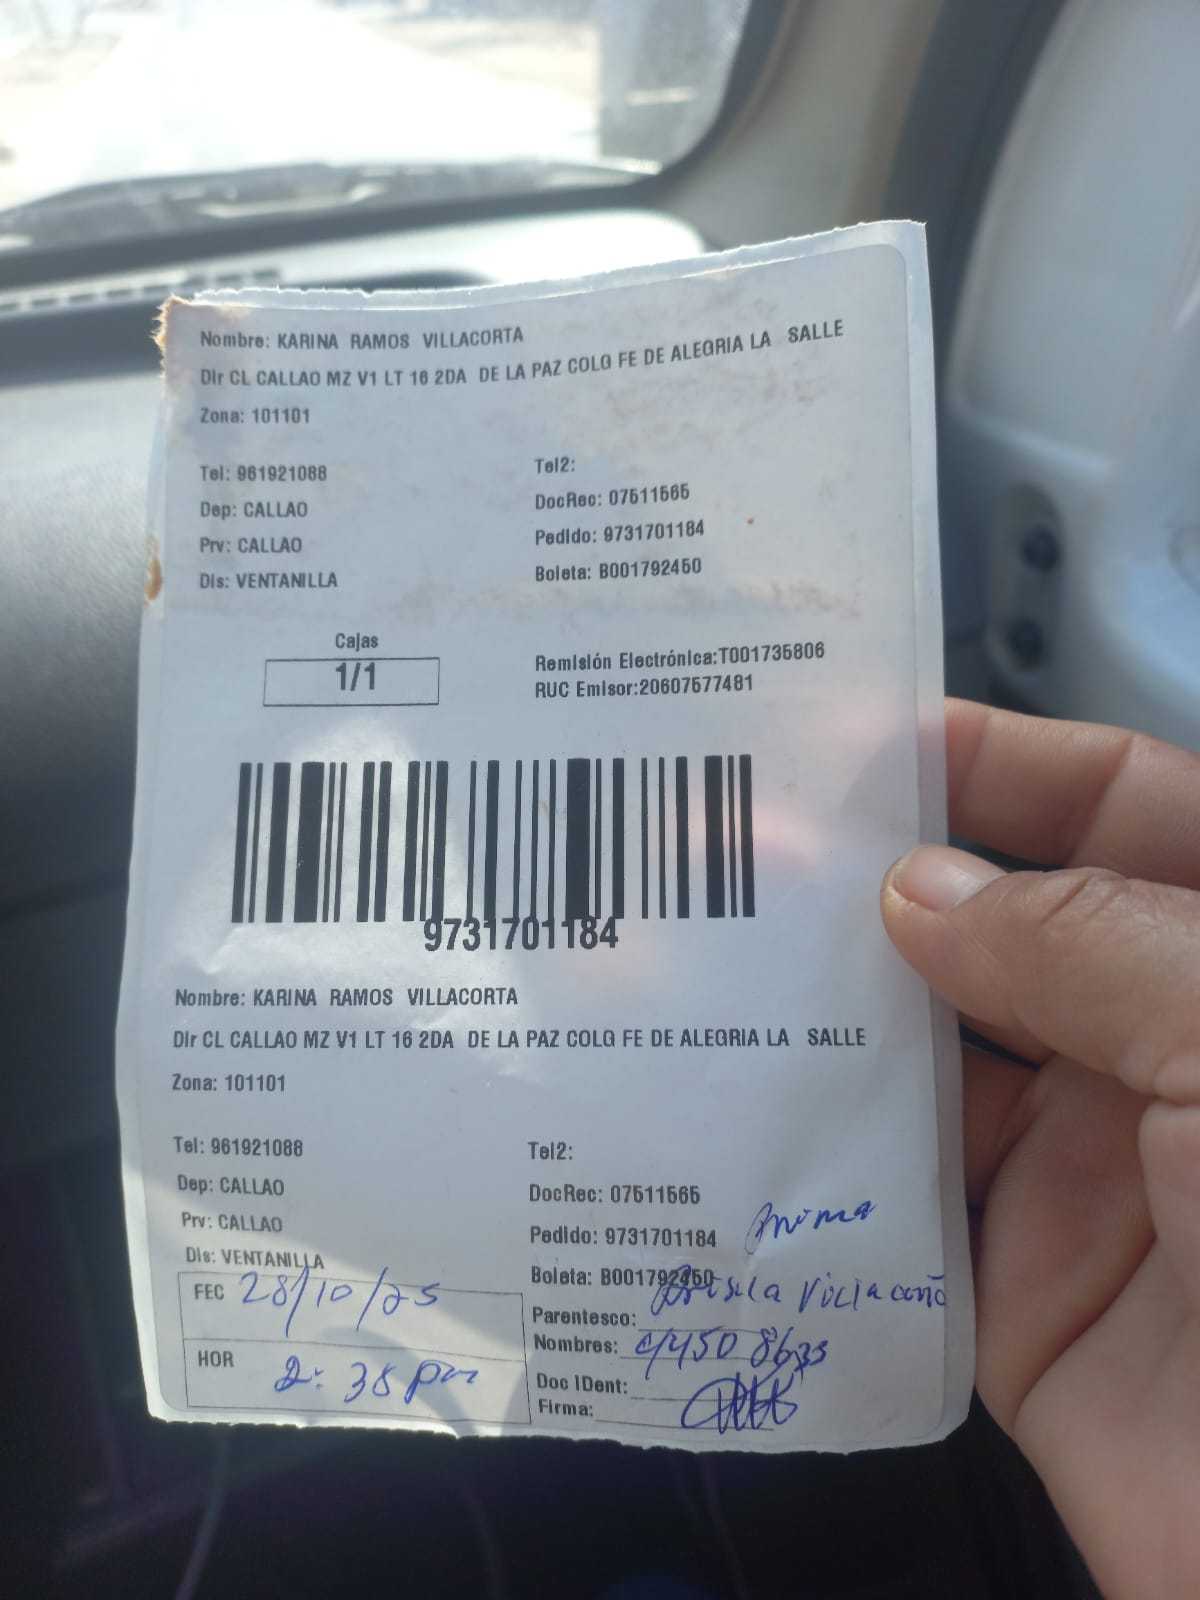 Nombre: KARINA RAMOS VILLACORTA
Dir CL CALLAO MZ V1 LT 16 2DA DE LA PAZ COLG FE DE ALEGRIA LA SALLE
Zona: 101101
Tel: 961921088
Tel2:
Dep: CALLAO
DocRec: 07511565
Prv: CALLAO
Pedido: 9731701184
Dis: VENTANILLA
Boleta: B001792450
Cajas
1/1
Remisión Electrónica:T001735806
RUC Emisor:20607577481
9731701184
Nombre: KARINA RAMOS VILLACORTA
Dir CL CALLAO MZ V1 LT 16 2DA DE LA PAZ COLG FE DE ALEGRIA LA SALLE
Zona: 101101
Tel: 961921088
Tel2:
Dep: CALLAO
DocRec: 07511565
Prv: CALLAO
Pedido: 9731701184
Dis: VENTANILLA
Boleta: B001792450
FEC 28/10/25
Parentesco:
Nombres:
HOR 2:38 pm
Doc IDent:
Firma: